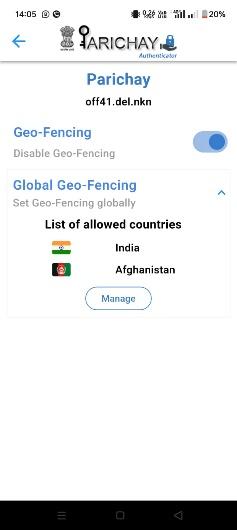 14:05
20%
PARICHAY
Authenticator
Parichay
off41.del.nkn
Geo-Fencing
Disable Geo-Fencing
Global Geo-Fencing
Set Geo-Fencing globally
List of allowed countries
India
Afghanistan
Manage